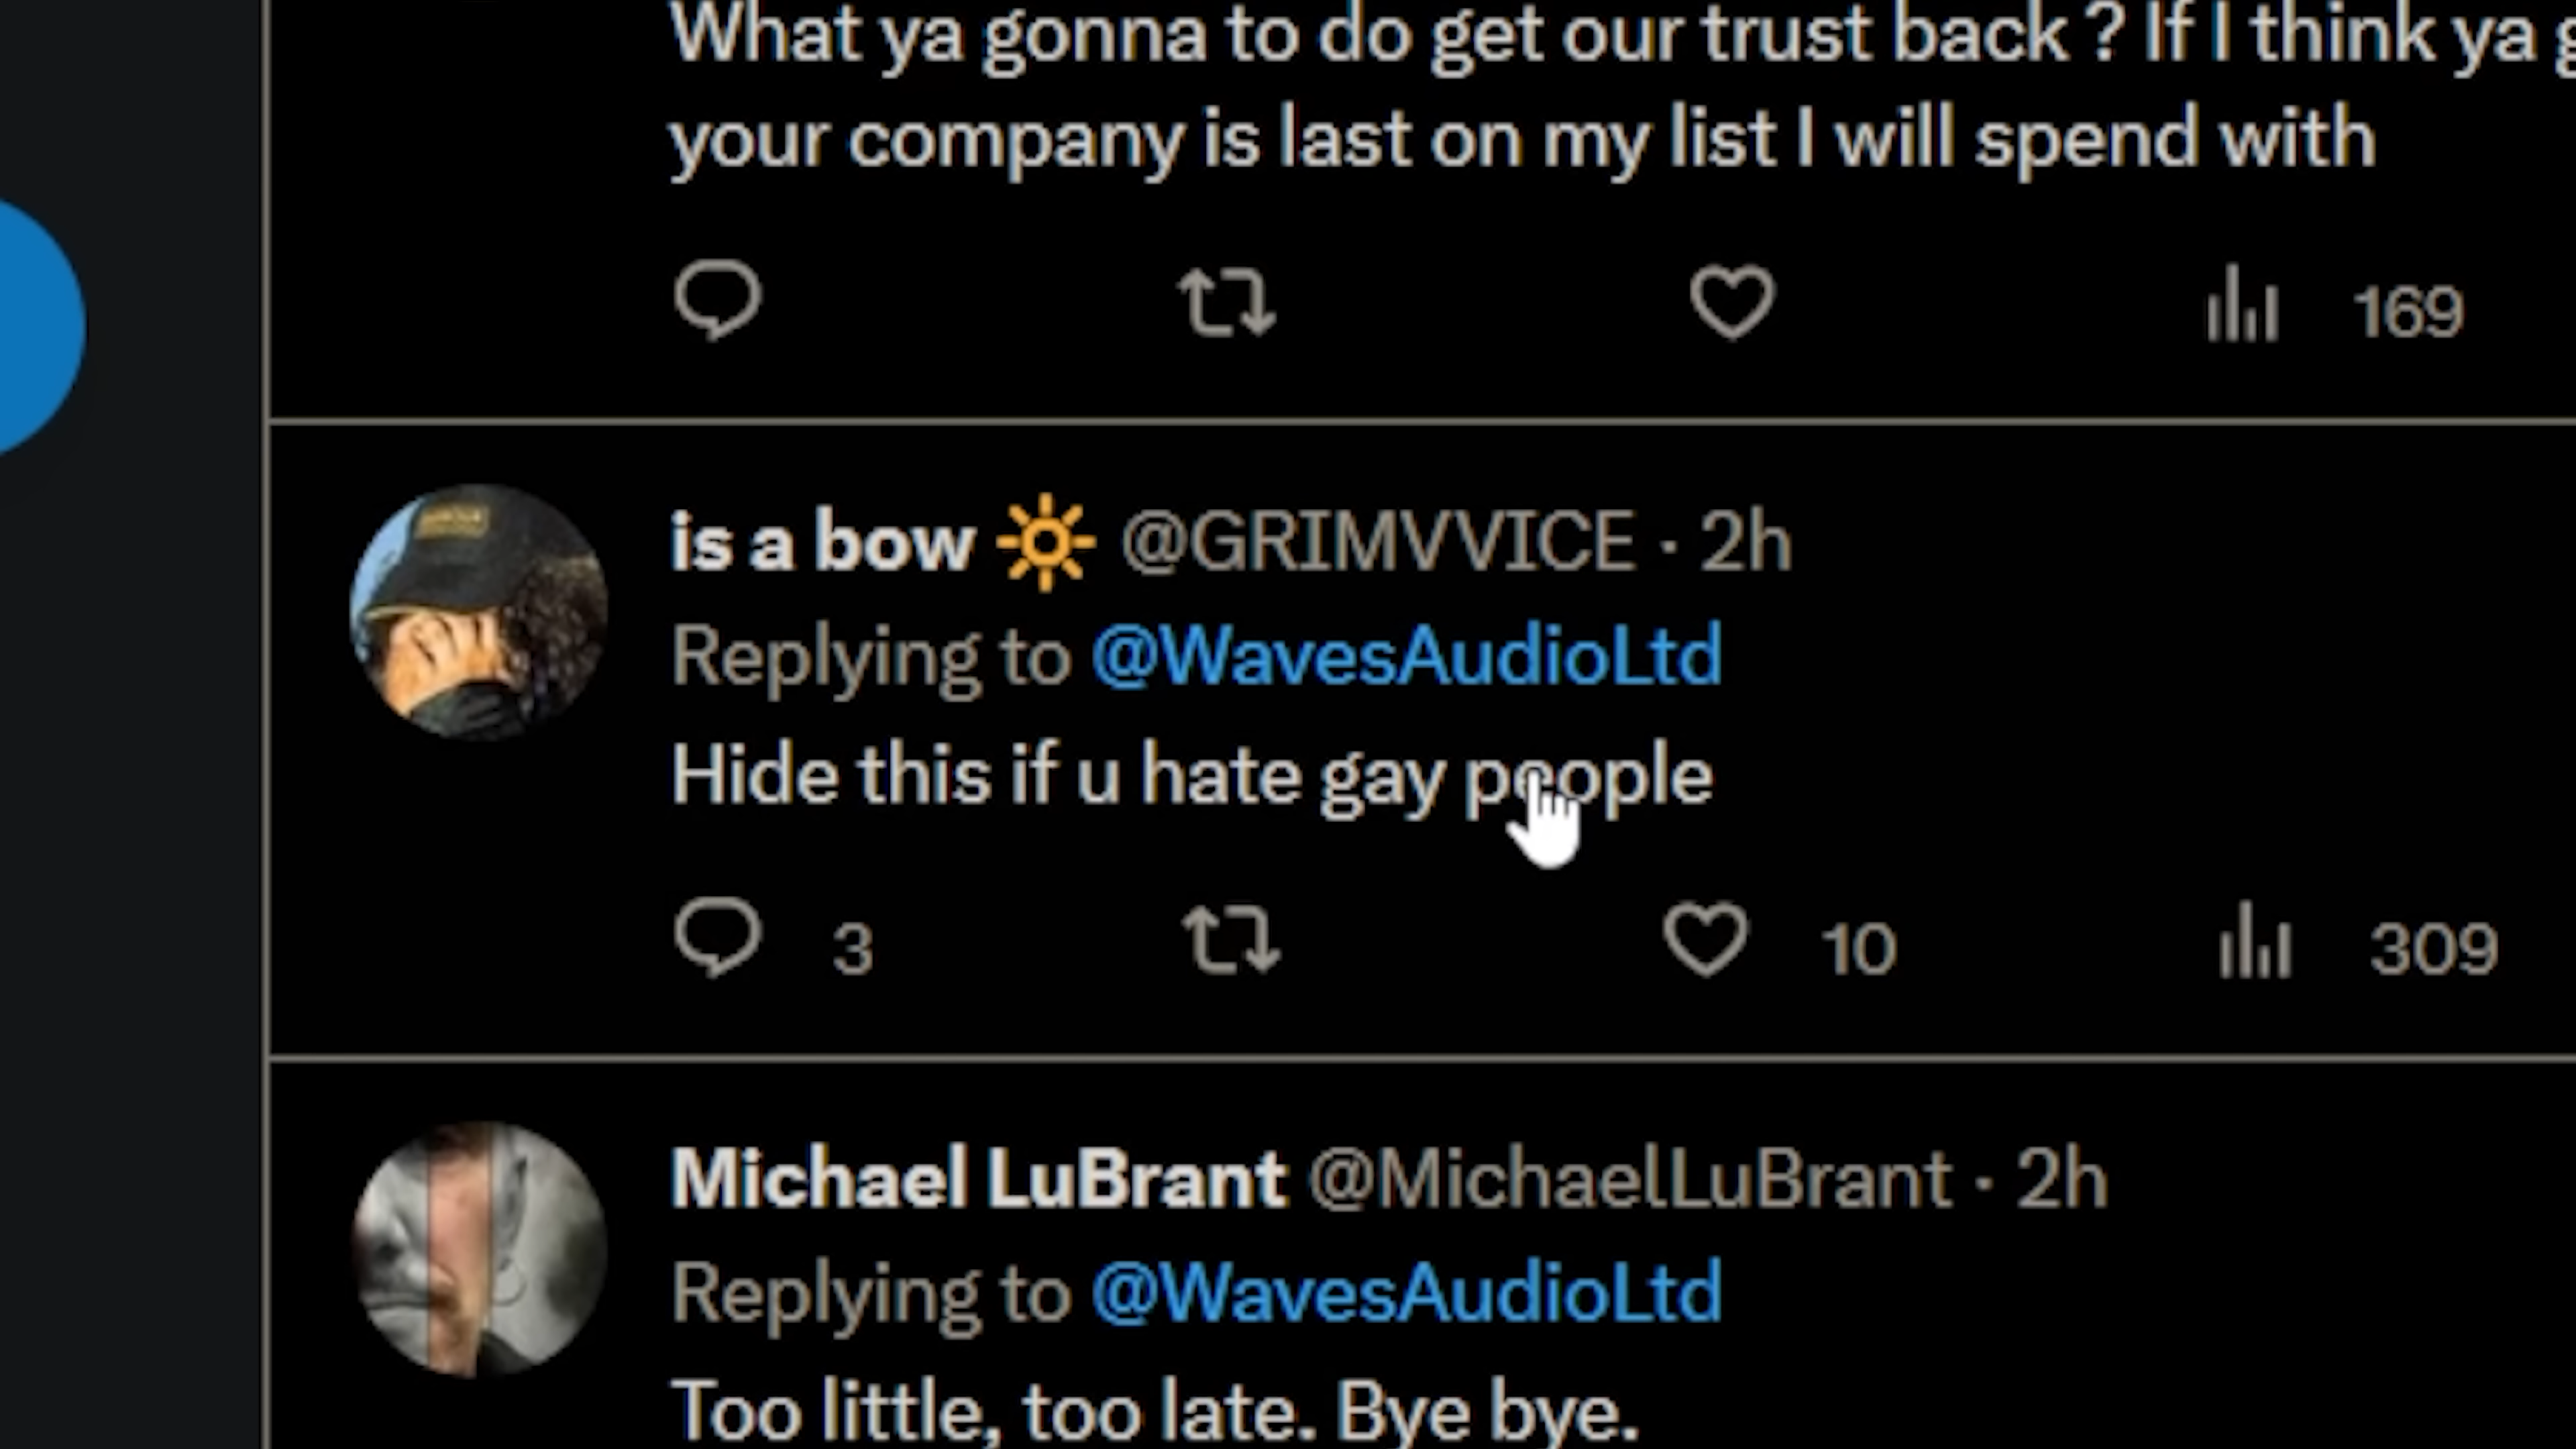 What ya gonna to do get our trust back ? If I think ya
your company is last on my list I will spend with
169
is a bow 🔆 @GRIMVVICE · 2h
Replying to @WavesAudioLtd
Hide this if u hate gay people
3 10 309
Michael LuBrant @MichaelLuBrant · 2h
Replying to @WavesAudioLtd
Too little, too late. Bye bye.